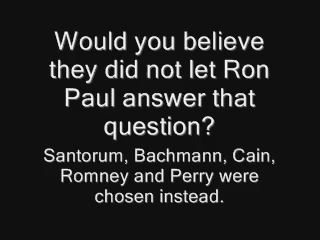 Would you believe
they did not let Ron
Paul answer that
question?
Santorum, Bachmann, Cain,
Romney and Perry were
chosen instead.